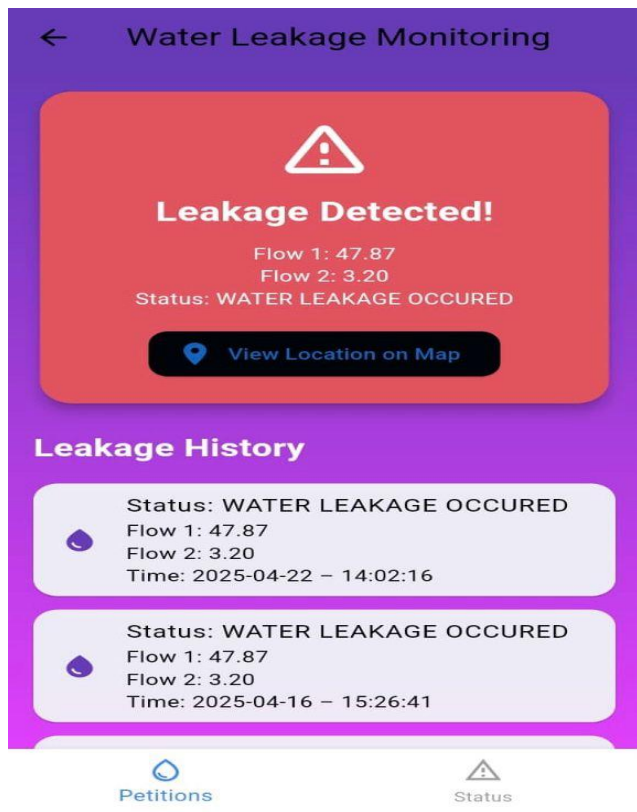 Water Leakage Monitoring
Leakage Detected!
Flow 1: 47.87
Flow 2: 3.20
Status: WATER LEAKAGE OCCURED
View Location on Map
Leakage History
Status: WATER LEAKAGE OCCURED
Flow 1: 47.87
Flow 2: 3.20
Time: 2025-04-22 – 14:02:16
Status: WATER LEAKAGE OCCURED
Flow 1: 47.87
Flow 2: 3.20
Time: 2025-04-16 – 15:26:41
Petitions
Status